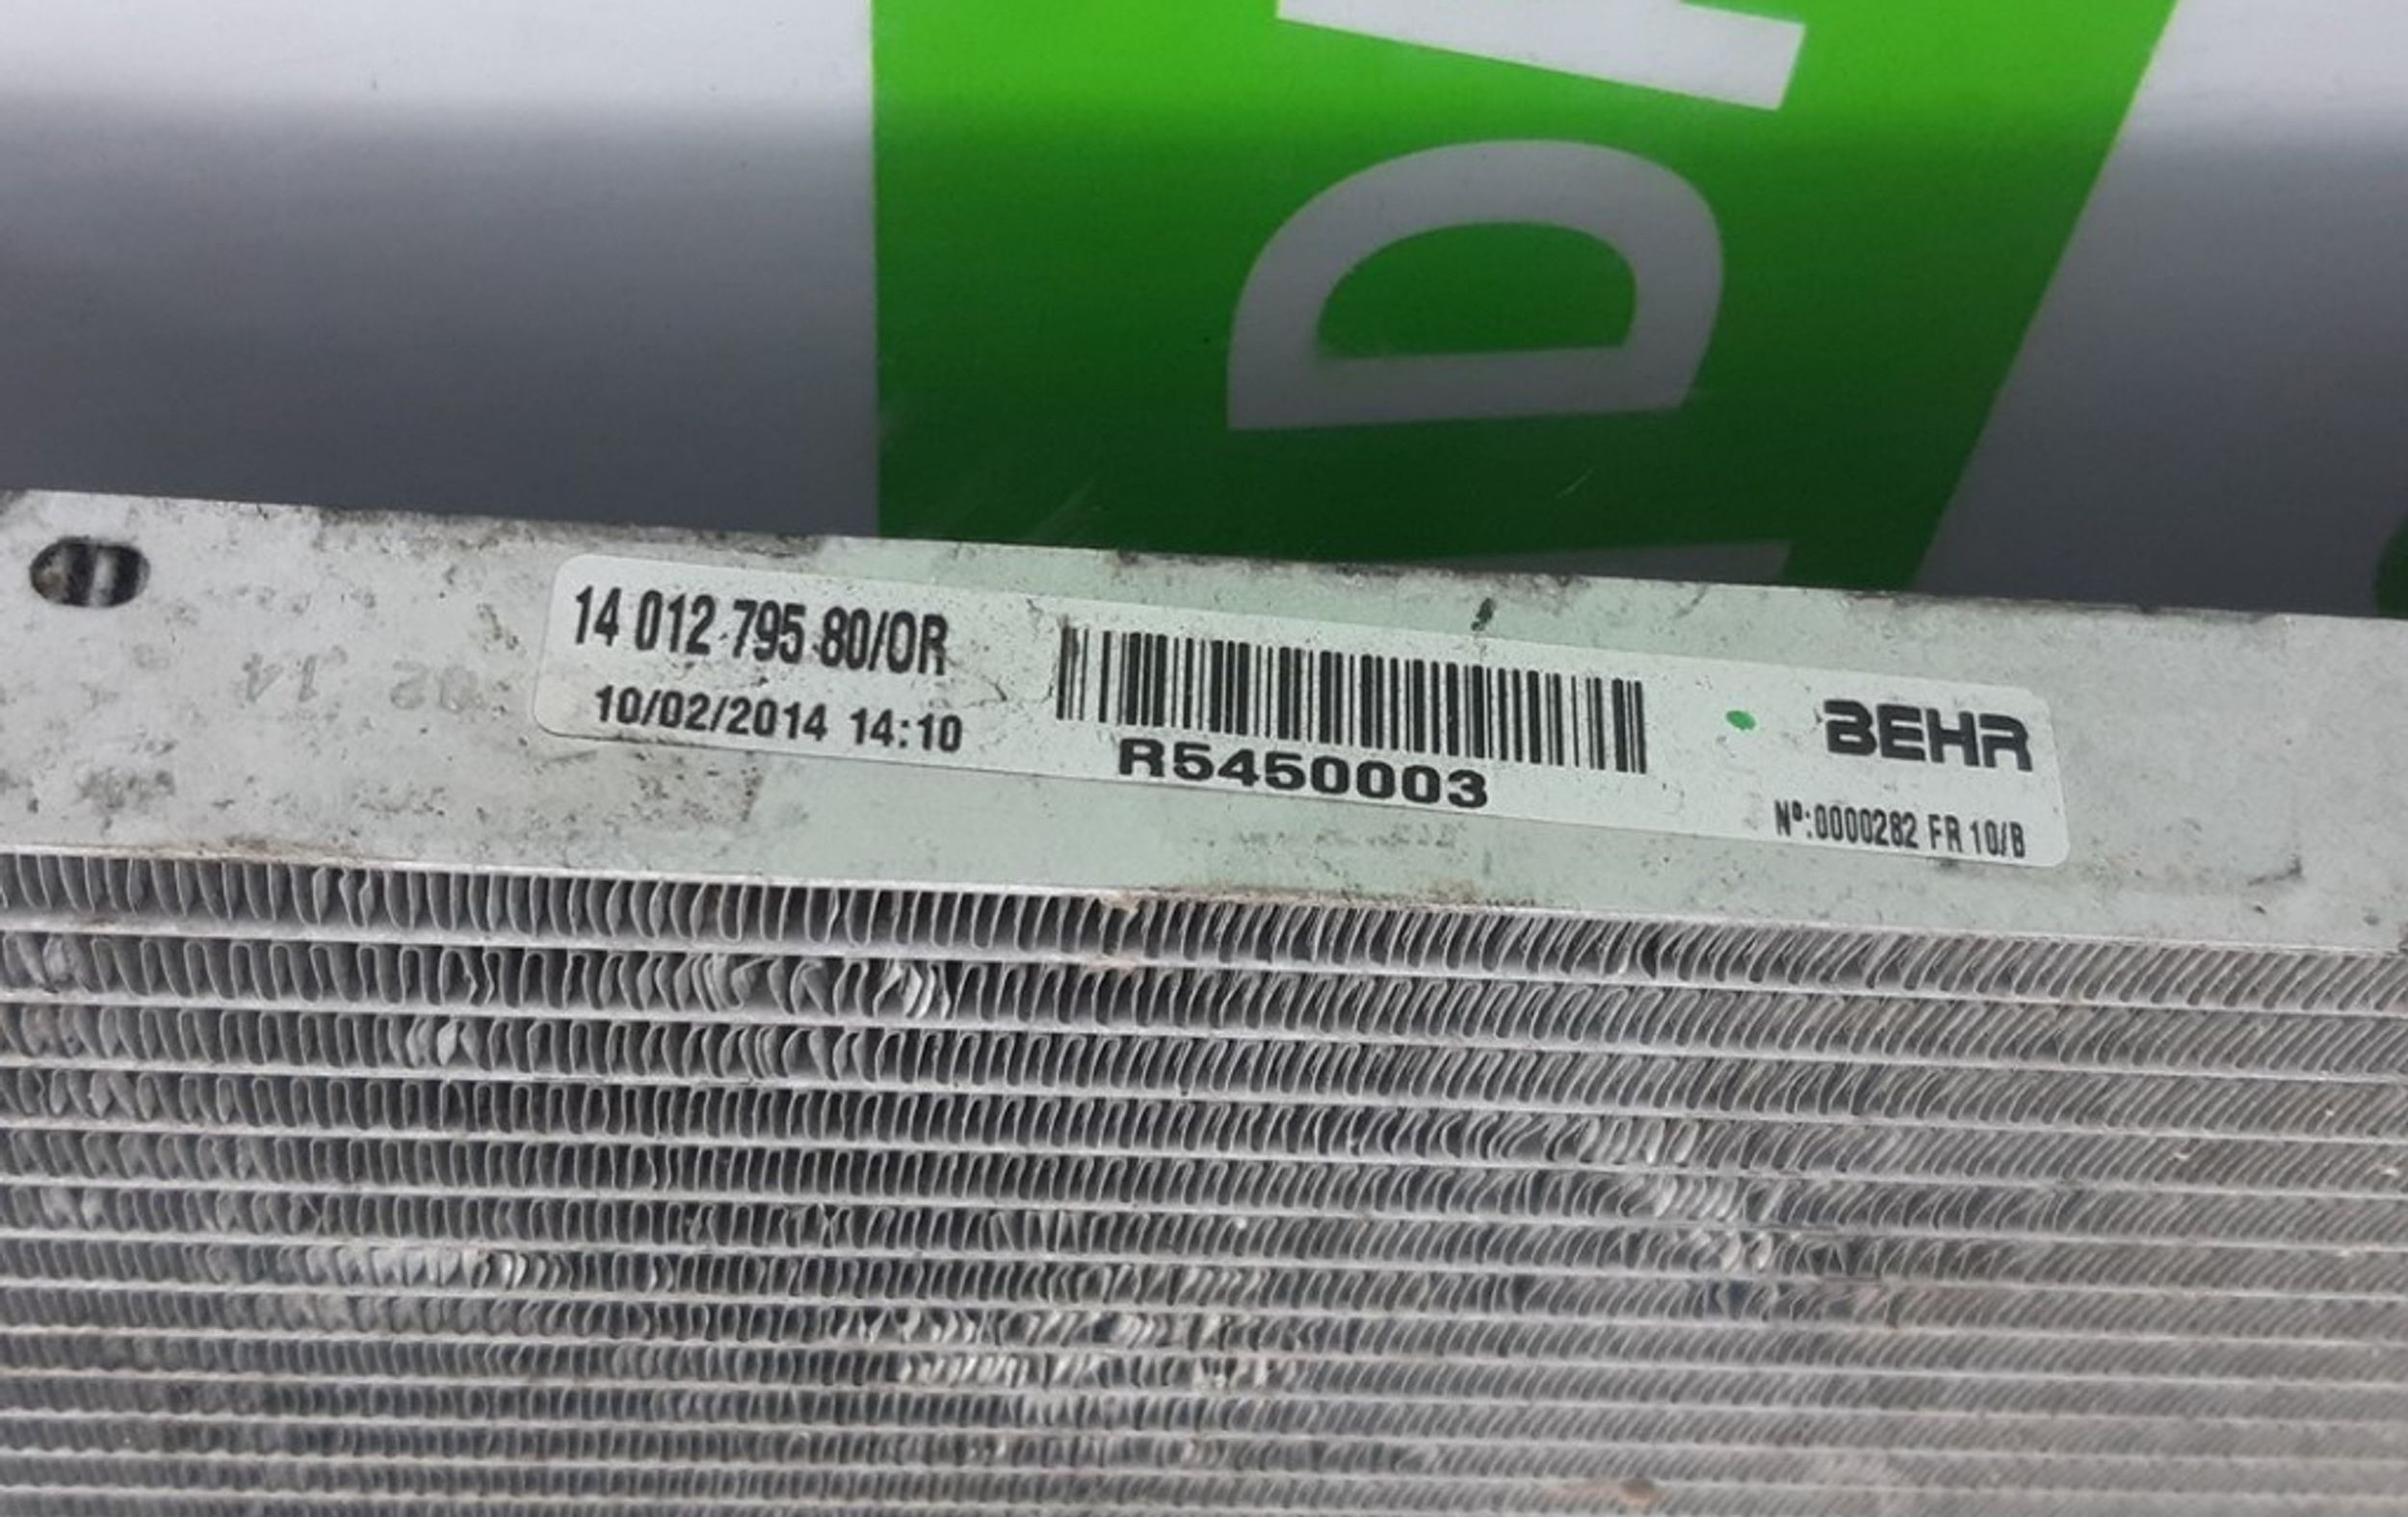 14 012 795 80/OR
10/02/2014 14:10
R5450003
BEHR
Nº:0000282 FR 10/B